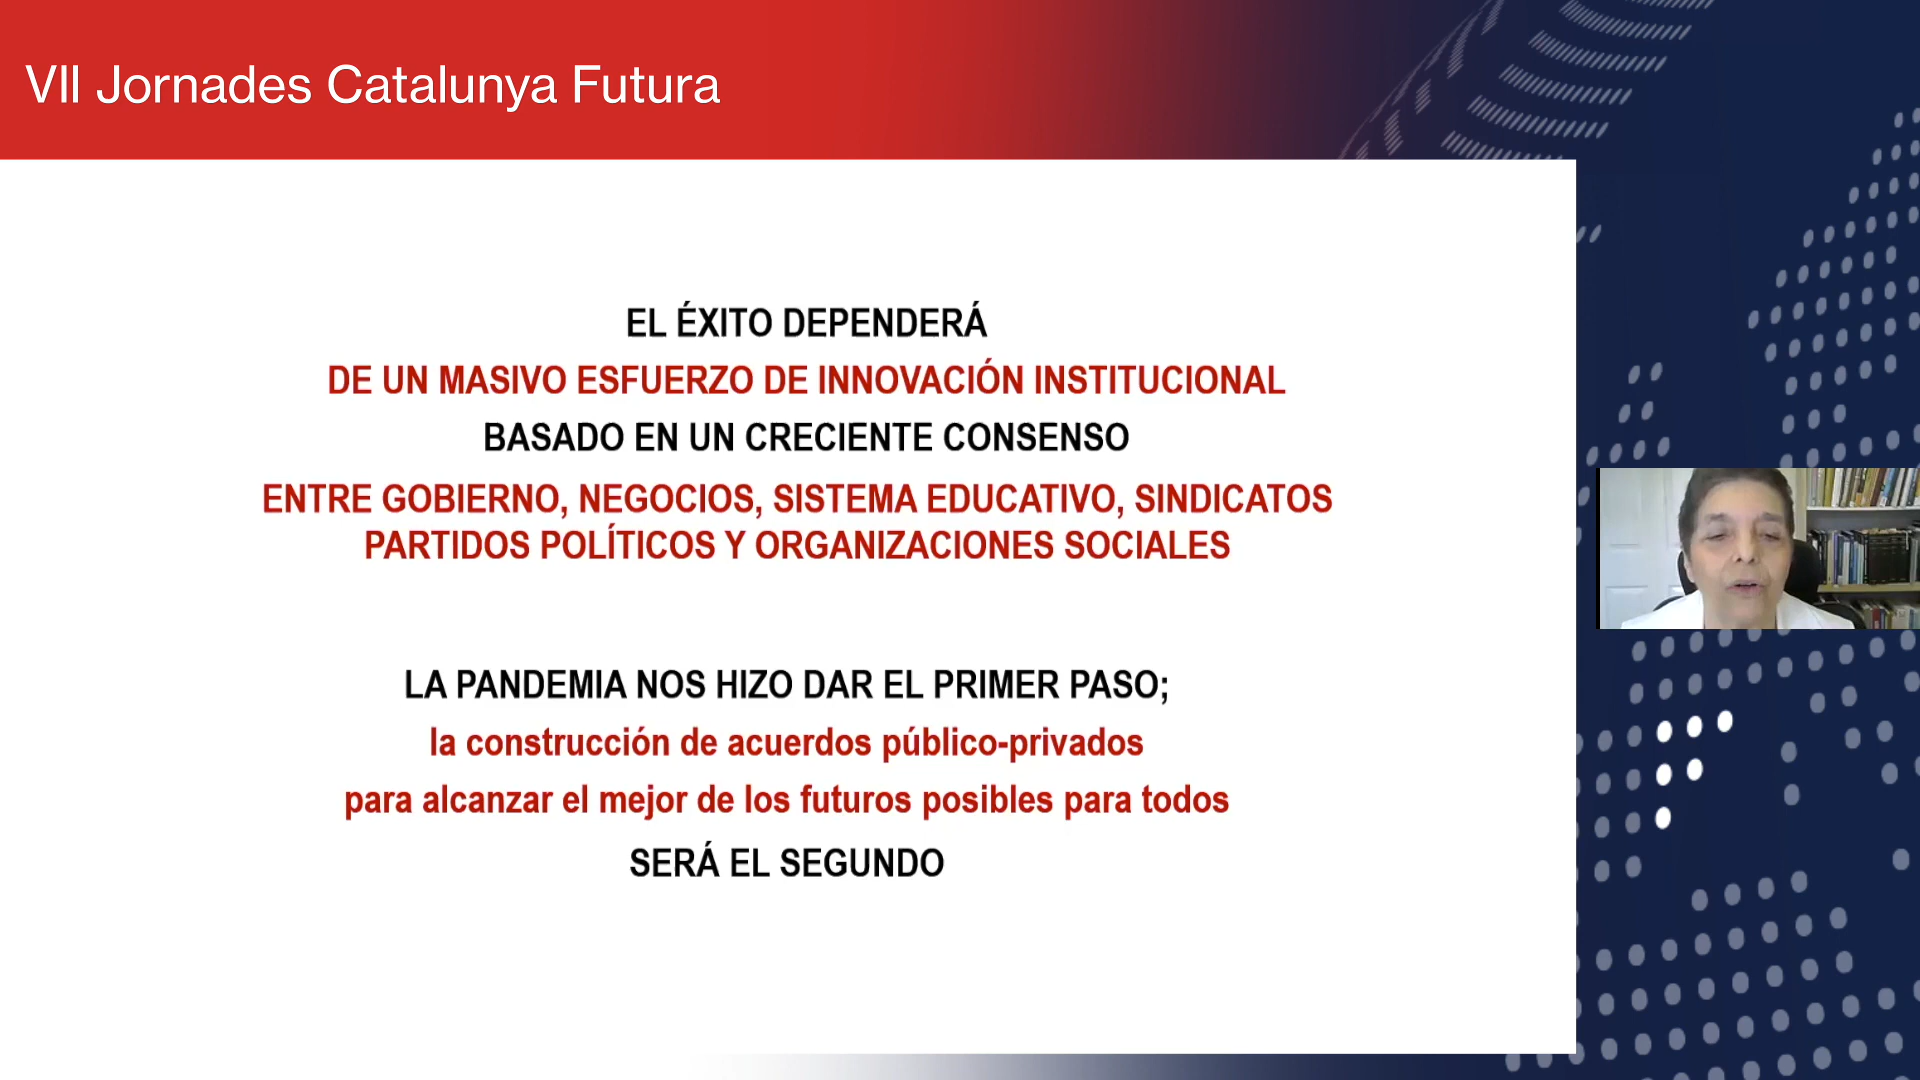 VII Jornades Catalunya Futura
EL ÉXITO DEPENDERÁ
DE UN MASIVO ESFUERZO DE INNOVACIÓN INSTITUCIONAL
BASADO EN UN CRECIENTE CONSENSO
ENTRE GOBIERNO, NEGOCIOS, SISTEMA EDUCATIVO, SINDICATOS
PARTIDOS POLÍTICOS Y ORGANIZACIONES SOCIALES
LA PANDEMIA NOS HIZO DAR EL PRIMER PASO;
la construcción de acuerdos público-privados
para alcanzar el mejor de los futuros posibles para todos
SERÁ EL SEGUNDO